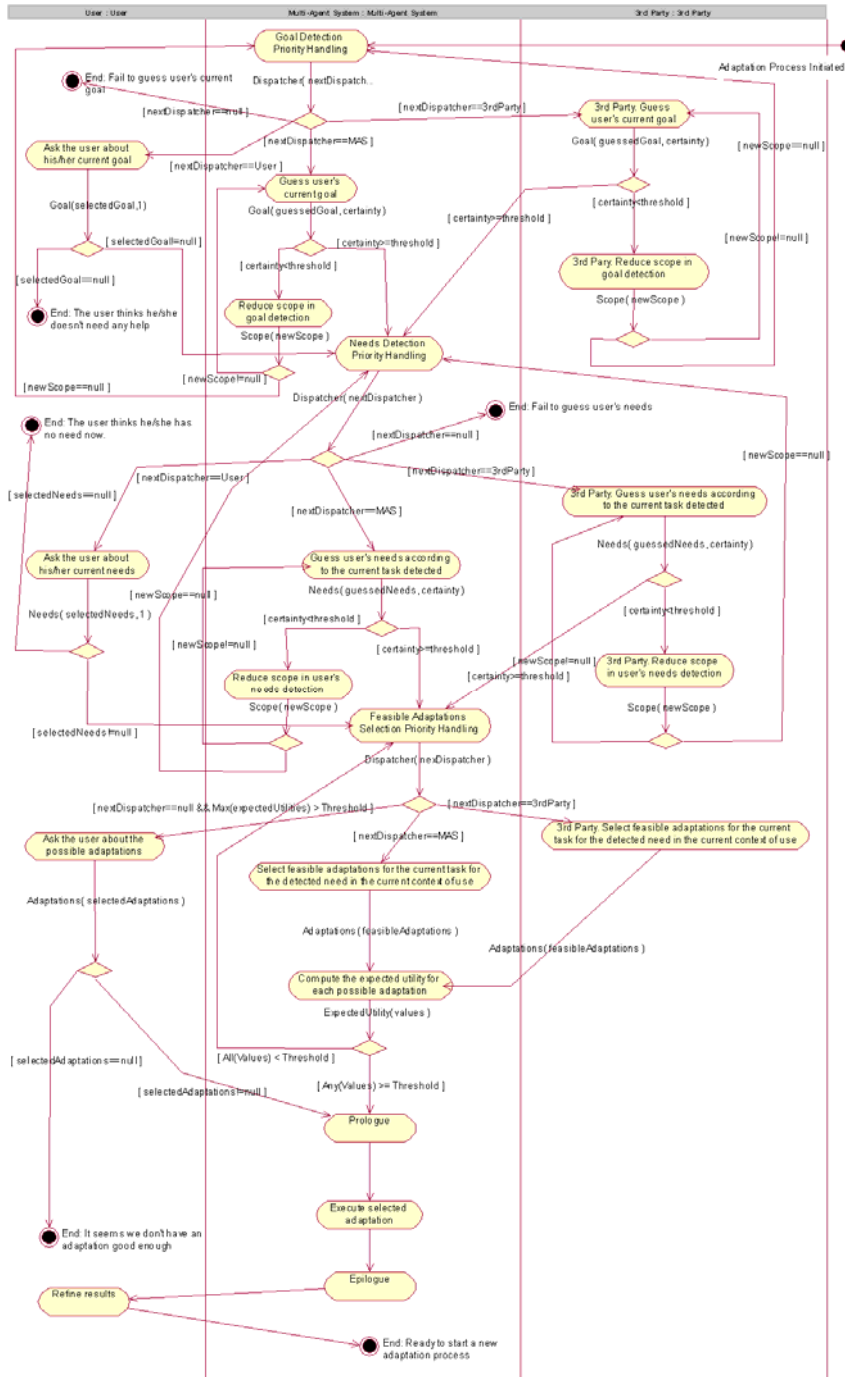 User : User
Multi-Agent System : Multi-Agent System
3rd Party : 3rd Party
Goal Detection
Priority Handling
Adaptation Process Initiated
End: Fail to guess user's current
goal
Dispatcher( nextDispatch...
[nextDispatcher==null]
[nextDispatcher==3rdParty]
3rd Party. Guess
user's current goal
[nextDispatcher==MAS]
Ask the user about
his/her current goal
[nextDispatcher==User]
Goal( guessedGoal, certainty)
[newScope==null]
Guess user's
current goal
Goal(selectedGoal,1)
Goal( guessedGoal,certainty)
[ certainty<threshold ]
[ selectedGoal!=null]
[ certainty>=threshold ]
[ certainty>=threshold ]
[newScope!=null]
[ certainty<threshold ]
3rd Pary. Reduce scope in
goal detection
[ selectedGoal==null]
Reduce scope in
goal detection
Scope( newScope )
End: The user thinks he/she
doesn't need any help
Scope( newScope)
Needs Detection
Priority Handling
[ newScope==null]
[newScope!=null]
Dispatcher( nextDispatcher )
End: Fail to guess user's needs
End: The user thinks he/she has
no need now.
[nextDispatcher==null]
[newScope==null]
[ nextDispatcher==User ]
[nextDispatcher==3rdParty]
[ selectedNeeds==null]
3rd Party. Guess user's needs according
to the current task detected
[nextDispatcher==MAS]
Needs( guessedNeeds,certainty)
Ask the user about
his/her current needs
Guess user's needs according
to the current task detected
[newScope==null]
Needs( guessedNeeds, certainty)
Needs( selectedNeeds,1 )
[certainty<threshold ]
[certainty<threshold ]
[ newScope!=null ]
[ certainty>=threshold ]
[newScope!=null]
[ certainty>=threshold ]
3rd Party. Reduce scope
in user's needs detection
Reduce scope in user's
needs detection
Scope( newScope )
Scope( newScope )
[ selectedNeeds!=null]
Feasible Adaptations
Selection Priority Handling
Dispatcher( nexDispatcher )
[nextDispatcher==null && Max(expectedUtilities) > Threshold ]
[ nextDispatcher==3rdParty]
Ask the user about the
possible adaptations
[nextDispatcher==MAS]
3rd Party. Select feasible adaptations for the current
task for the detected need in the current context of use
Select feasible adaptations for the current task for
the detected need in the current context of use
Adaptations( selectedAdaptations )
Adaptations (feasibleAdaptations )
Adaptations( feasibleAdaptations )
Compute the expected utility for
each possible adaptation
ExpectedUtility( values )
[ selectedAdaptations==null]
[ All(Values) < Threshold ]
[ Any(Values) >= Threshold ]
[ selectedAdaptations!=null ]
Prologue
Execute selected
adaptation
End: It seems we don't have an
adaptation good enough
Epilogue
Refine results
End: Ready to start a new
adaptation process